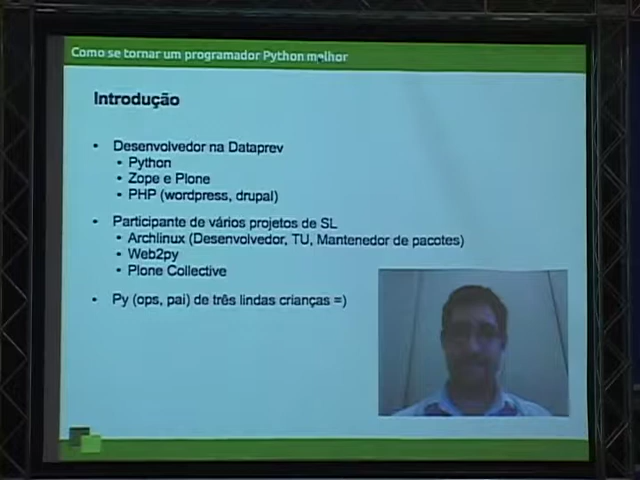 Como se tornar um programador Python melhor
Introdução
• Desenvolvedor na Dataprev
• Python
• Zope e Plone
• PHP (wordpress, drupal)
• Participante de vários projetos de SL
• Archlinux (Desenvolvedor, TU, Mantenedor de pacotes)
• Web2py
• Plone Collective
• Py (ops, pai) de três lindas crianças =)